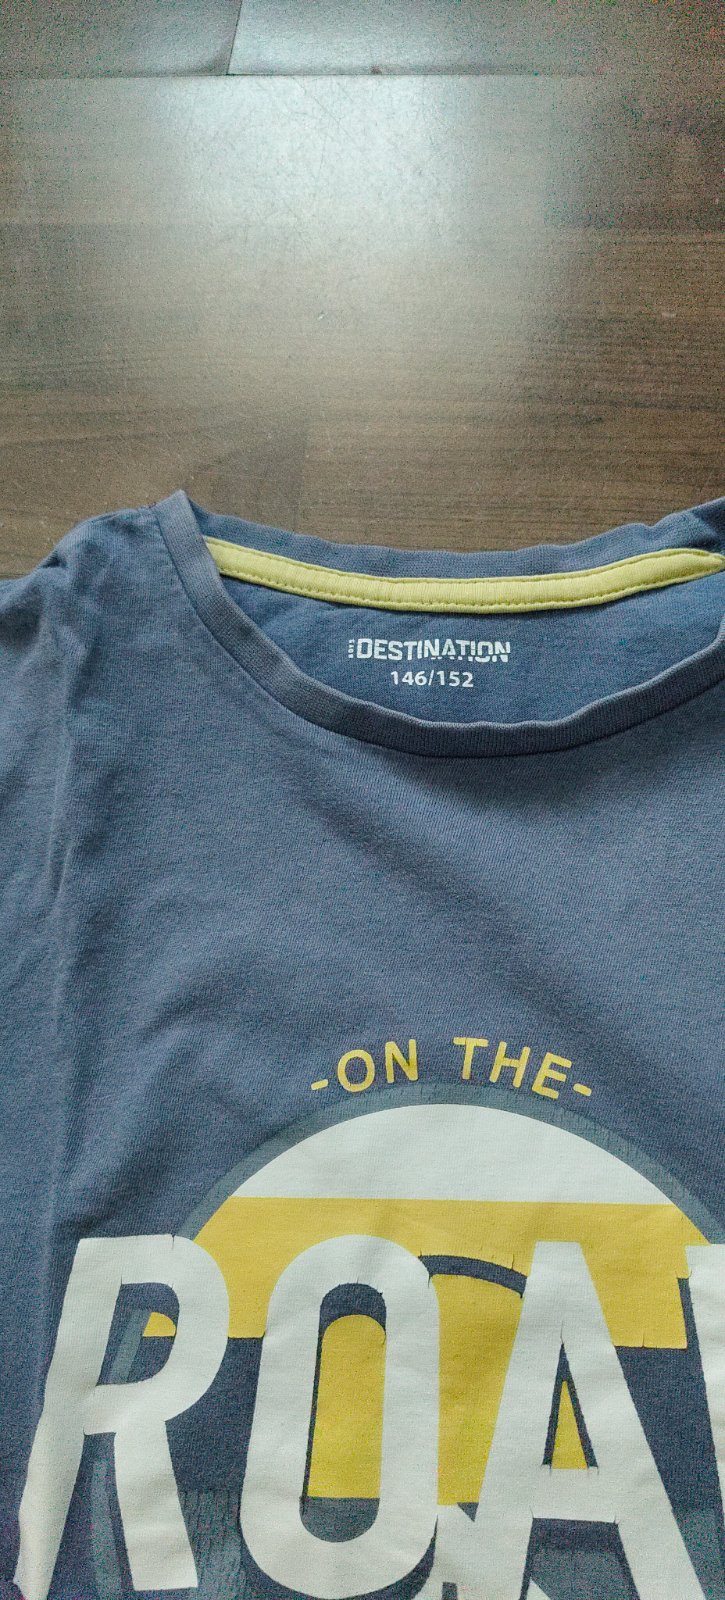 DESTINATION
146/152
-ON THE-
ROA